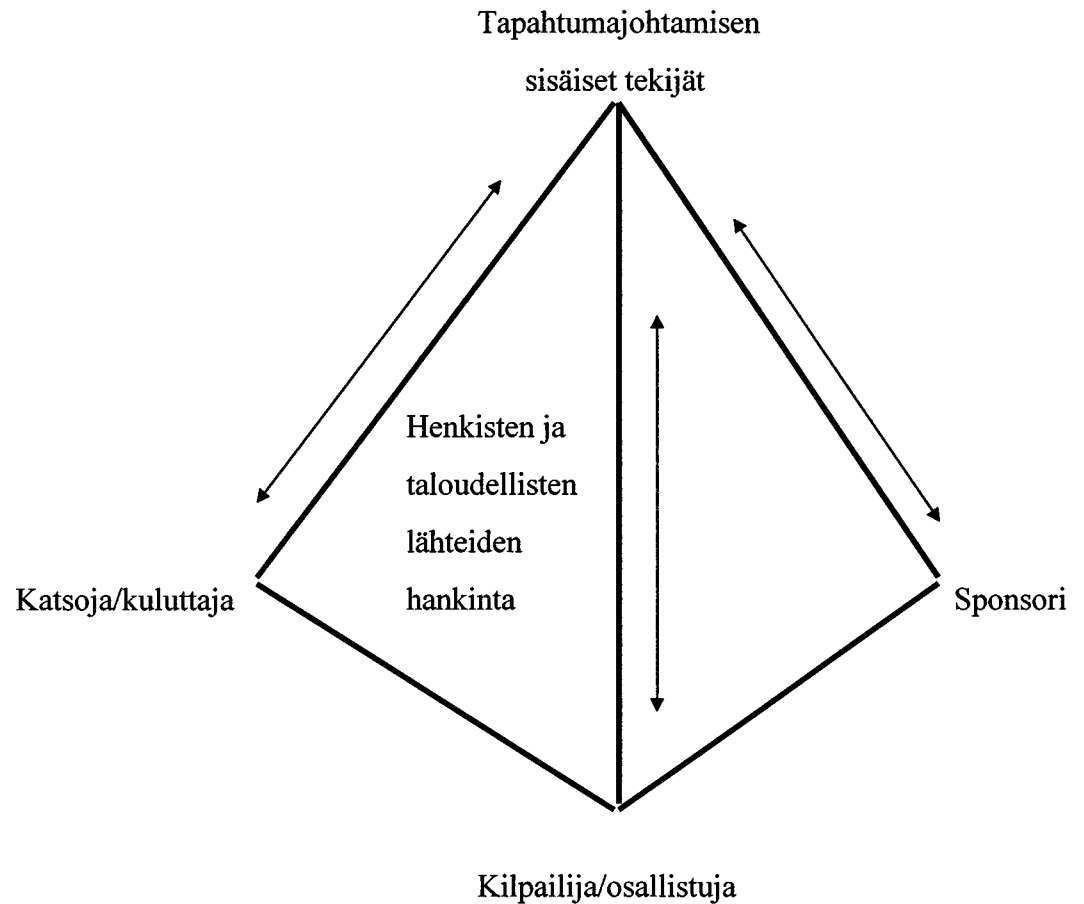 Tapahtumajohtamisen
sisäiset tekijät
Henkisten ja
taloudellisten
lähteiden
hankinta
Katsoja/kuluttaja
Sponsori
Kilpailija/osallistuja